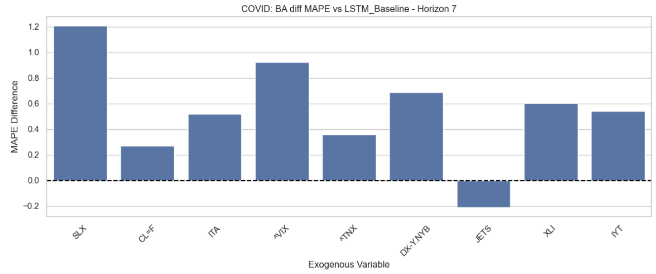 COVID: BA diff MAPE vs LSTM_Baseline - Horizon 7
1.2
1.0
0.8
0.6
0.4
0.2
0.0
−0.2
MAPE Difference
SLX
CL=F
ITA
^VIX
^TNX
DX-Y.NYB
JETS
XLI
IYT
Exogenous Variable